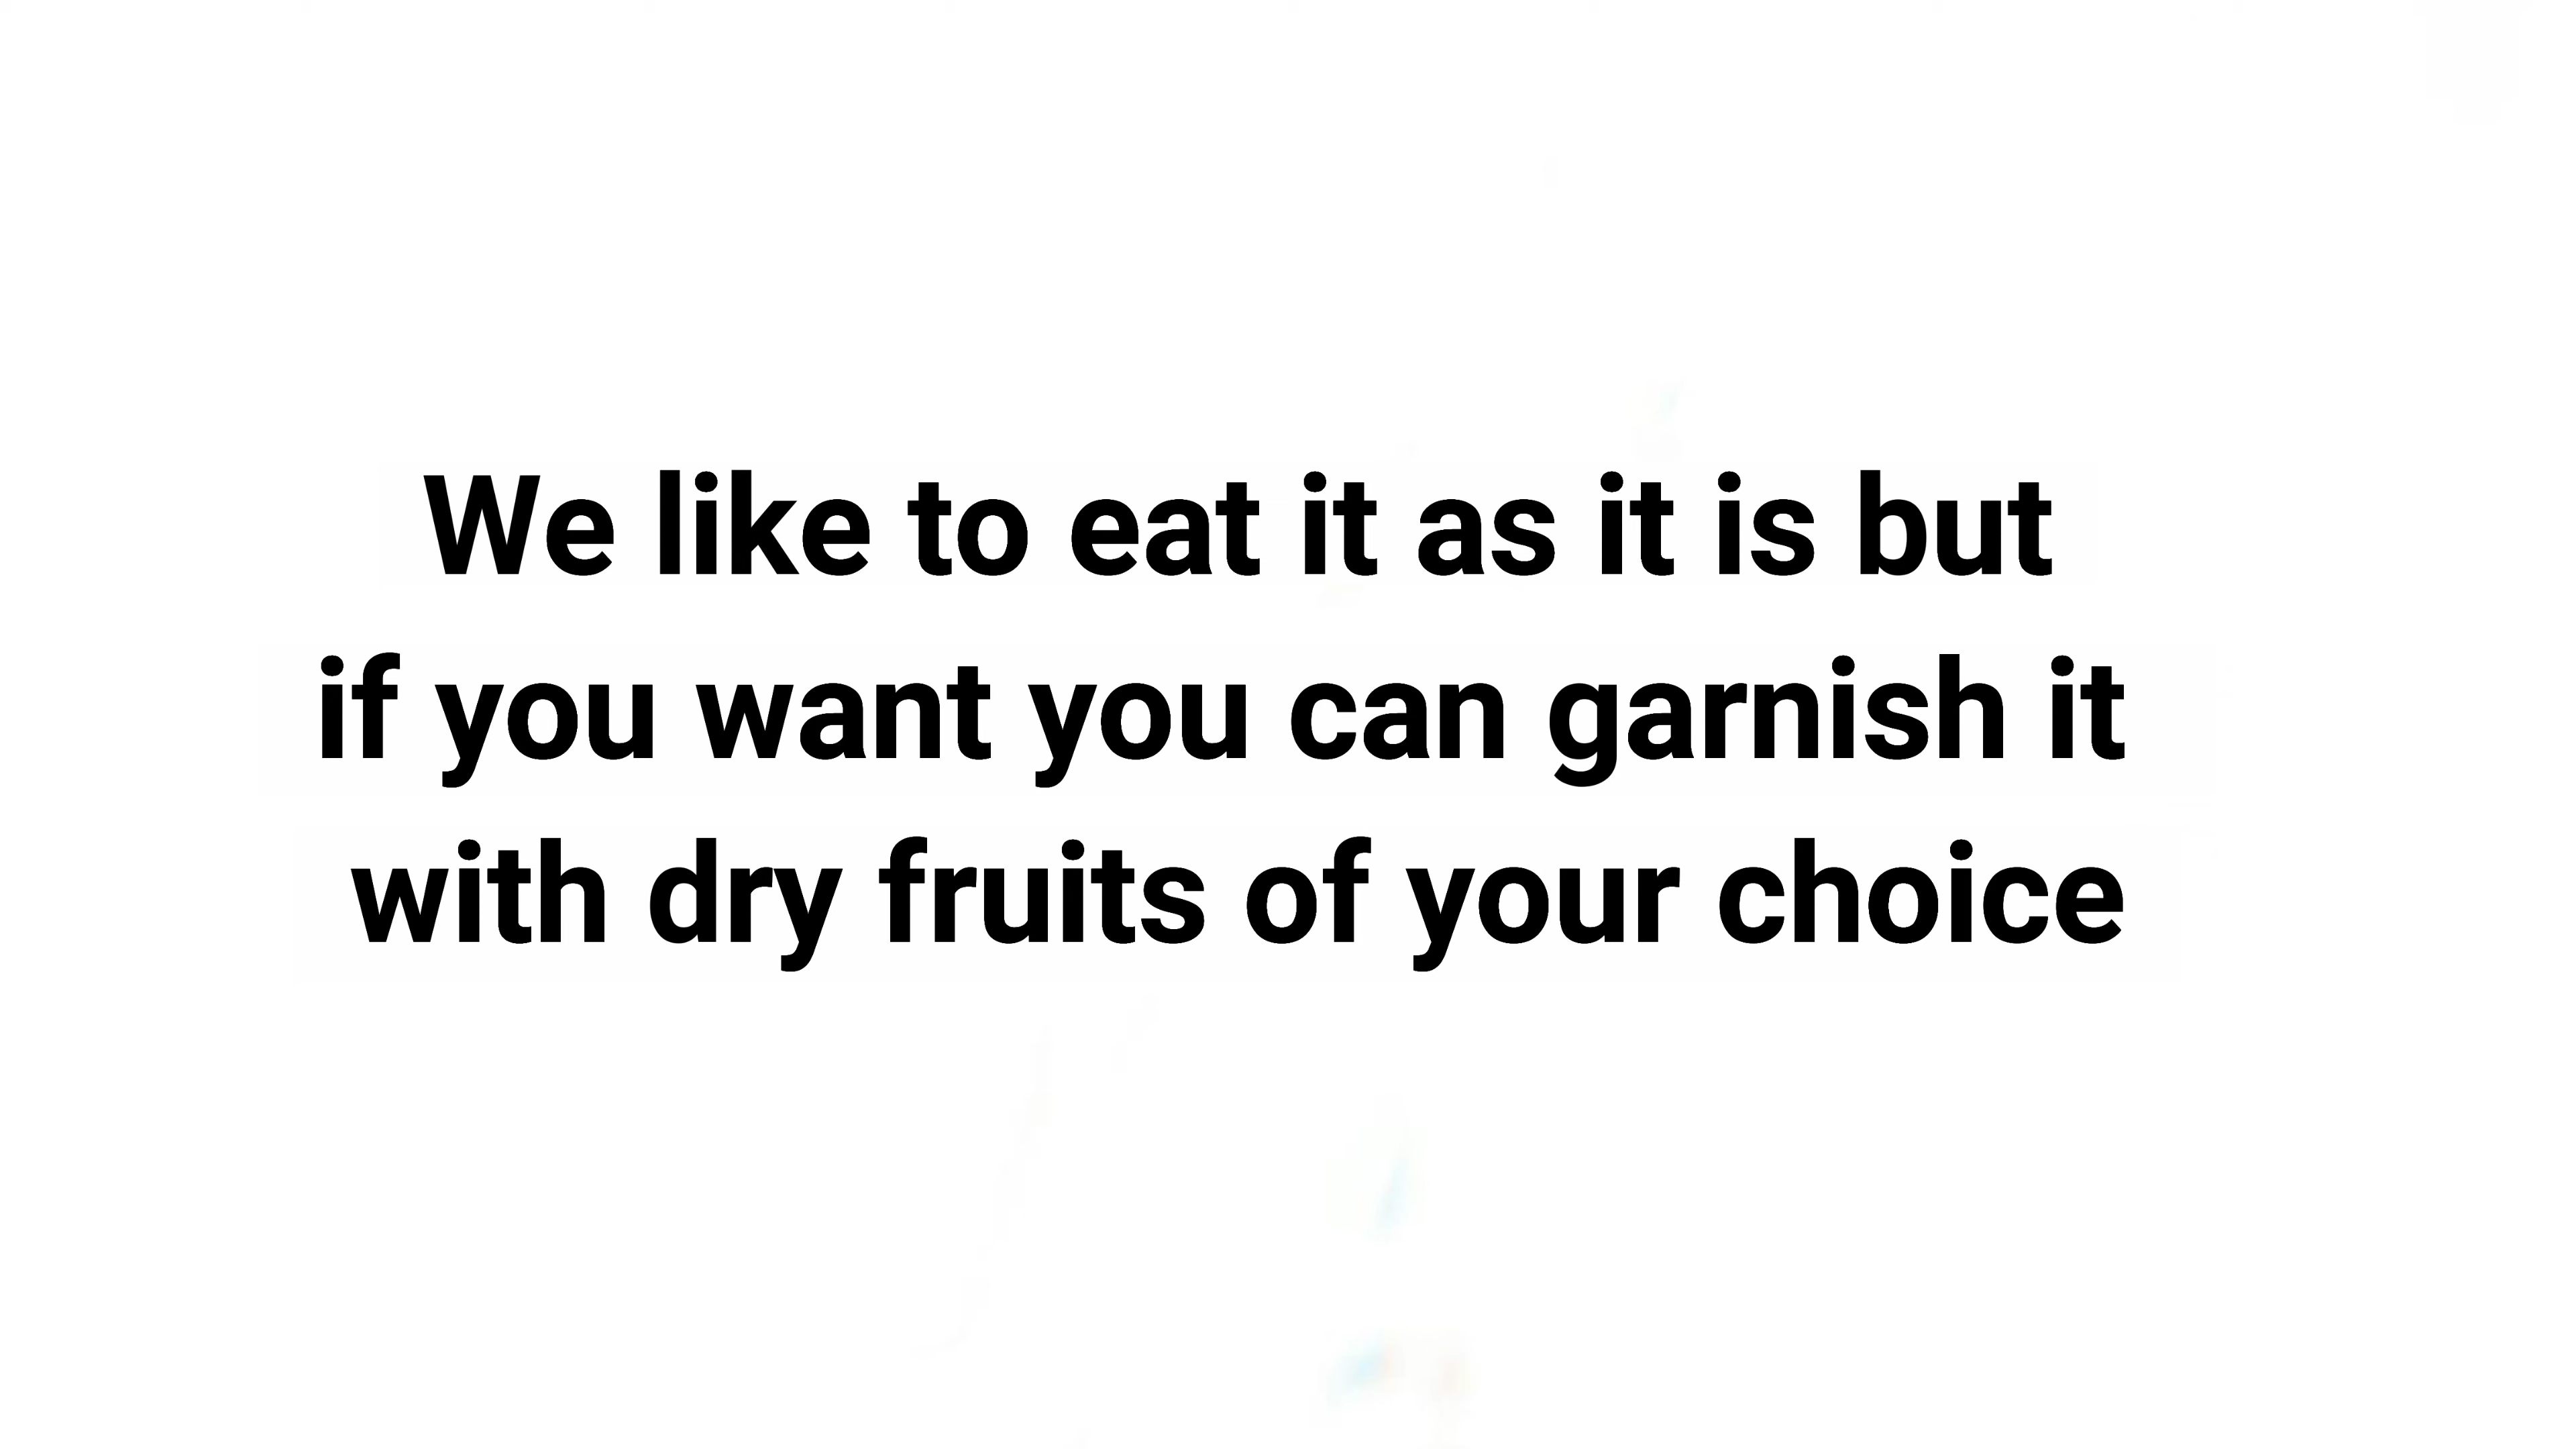 We like to eat it as it is but
if you want you can garnish it
with dry fruits of your choice